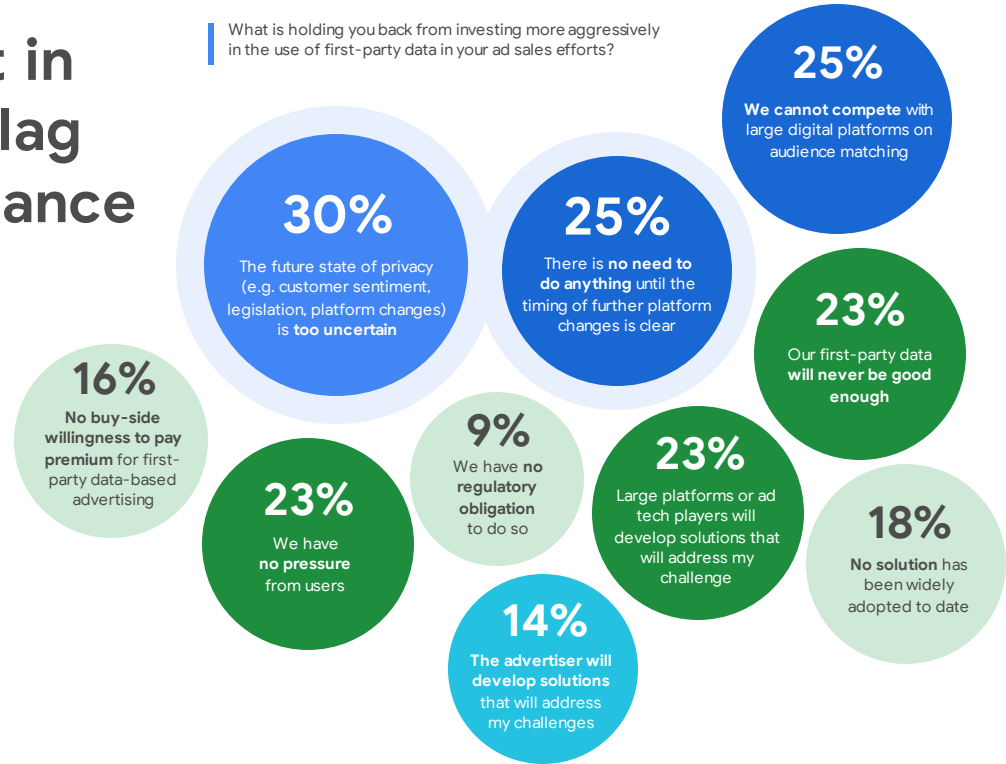 t in
lag
ance
What is holding you back from investing more aggressively
in the use of first-party data in your ad sales efforts?
25%
We cannot compete with
large digital platforms on
audience matching
30%
The future state of privacy
(e.g. customer sentiment,
legislation, platform changes)
is too uncertain
25%
There is no need to
do anything until the
timing of further platform
changes is clear
23%
Our first-party data
will never be good
enough
16%
No buy-side
willingness to pay
premium for first-
party data-based
advertising
23%
We have
no pressure
from users
9%
We have no
regulatory
obligation
to do so
23%
Large platforms or ad
tech players will
develop solutions that
will address my
challenge
18%
No solution has
been widely
adopted to date
14%
The advertiser will
develop solutions
that will address
my challenges